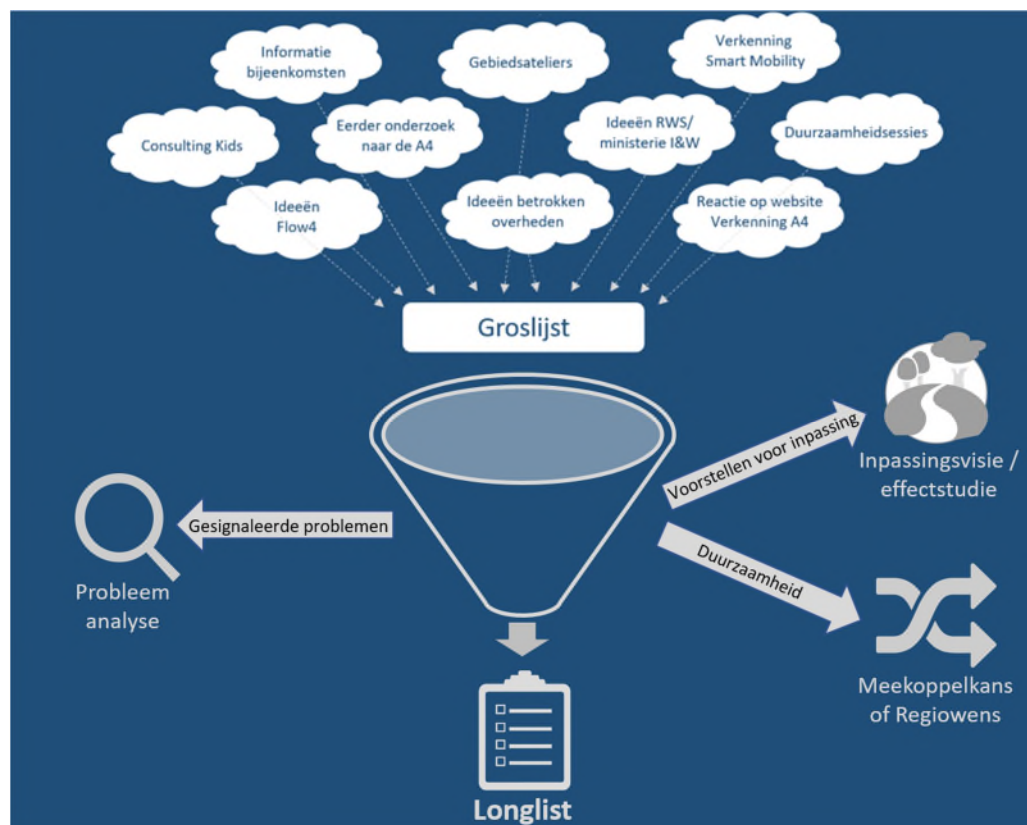 Informatie
bijeenkomsten
Gebiedsateliers
Verkenning
Smart Mobility
Consulting Kids
Eerder onderzoek
naar de A4
Ideeën RWS/
ministerie I&W
Duurzaamheidsessies
Ideeën
Flow4
Ideeën betrokken
overheden
Reactie op website
Verkenning A4
Groslijst
Voorstellen voor inpassing
Inpassingsvisie /
effectstudie
Gesignaleerde problemen
Probleem
analyse
Duurzaamheid
Meekoppelkans
of Regiowens
Longlist